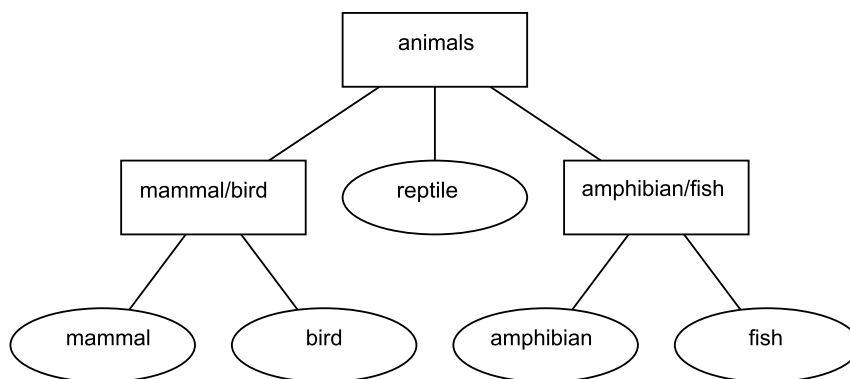 animals
mammal/bird
reptile
amphibian/fish
mammal
bird
amphibian
fish